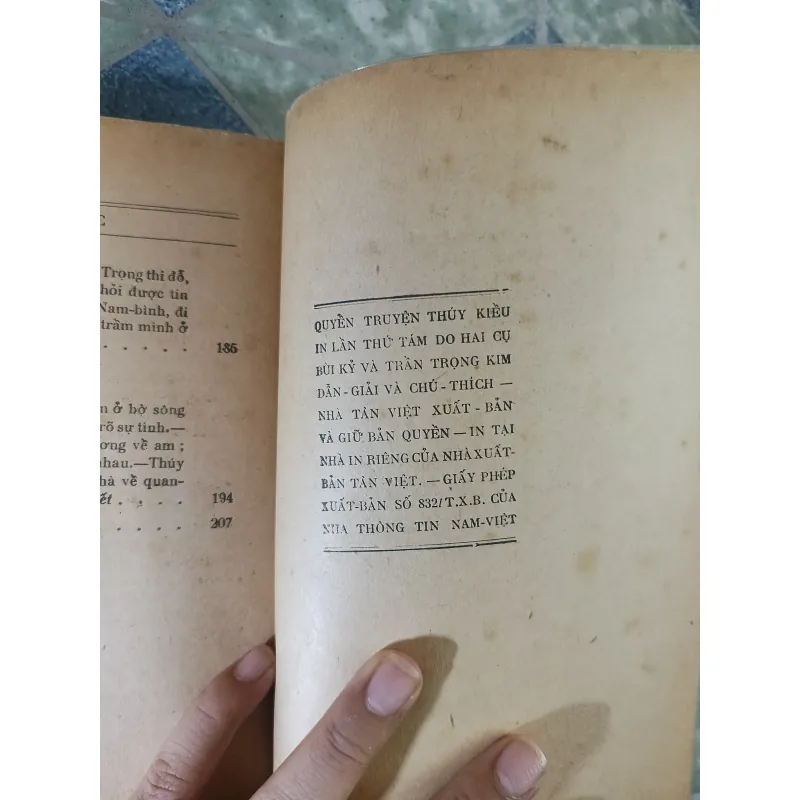 C
Trọng thi đỗ,
hỏi được tin
Nam-bình, đi
trầm mình ở
. . . . . 186
n ở bờ sông
rõ sự tình.—
ơng về am ;
nhau.—Thúy
hà về quan-
ết . . . . 194
. . . . . 207
QUYỂN TRUYỆN THÚY KIỀU
IN LẦN THỨ TÁM DO HAI CỤ
BÙI KỶ VÀ TRẦN TRỌNG KIM
DẪN-GIẢI VÀ CHÚ-THÍCH —
NHÀ TÂN VIỆT XUẤT-BẢN
VÀ GIỮ BẢN QUYỀN — IN TẠI
NHÀ IN RIÊNG CỦA NHÀ XUẤT-
BẢN TÂN VIỆT. — GIẤY PHÉP
XUẤT-BẢN SỐ 832/T.X.B. CỦA
NHA THÔNG TIN NAM-VIỆT